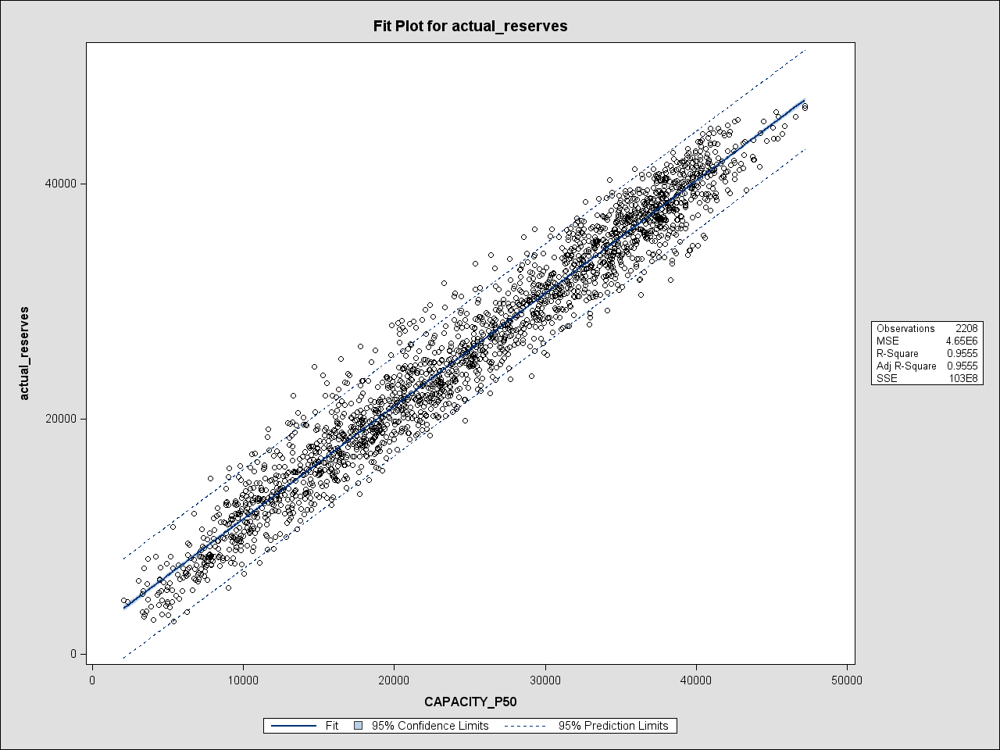 Fit Plot for actual_reserves
40000
20000
0
actual_reserves
0 10000 20000 30000 40000 50000
CAPACITY_P50
Observations 2208
MSE 4.65E6
R-Square 0.9555
Adj R-Square 0.9555
SSE 103E8
Fit 95% Confidence Limits 95% Prediction Limits